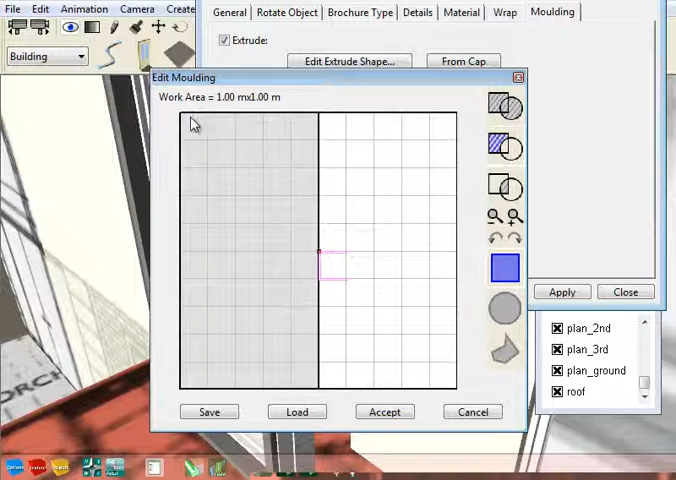 File Edit Animation Camera Create
General Rotate Object Brochure Type Details Material Wrap Moulding
Building
Extrude:
Edit Extrude Shape...
From Cap
Edit Moulding
Work Area = 1.00 mx1.00 m
Apply
Close
plan_2nd
plan_3rd
plan_ground
roof
Save
Load
Accept
Cancel